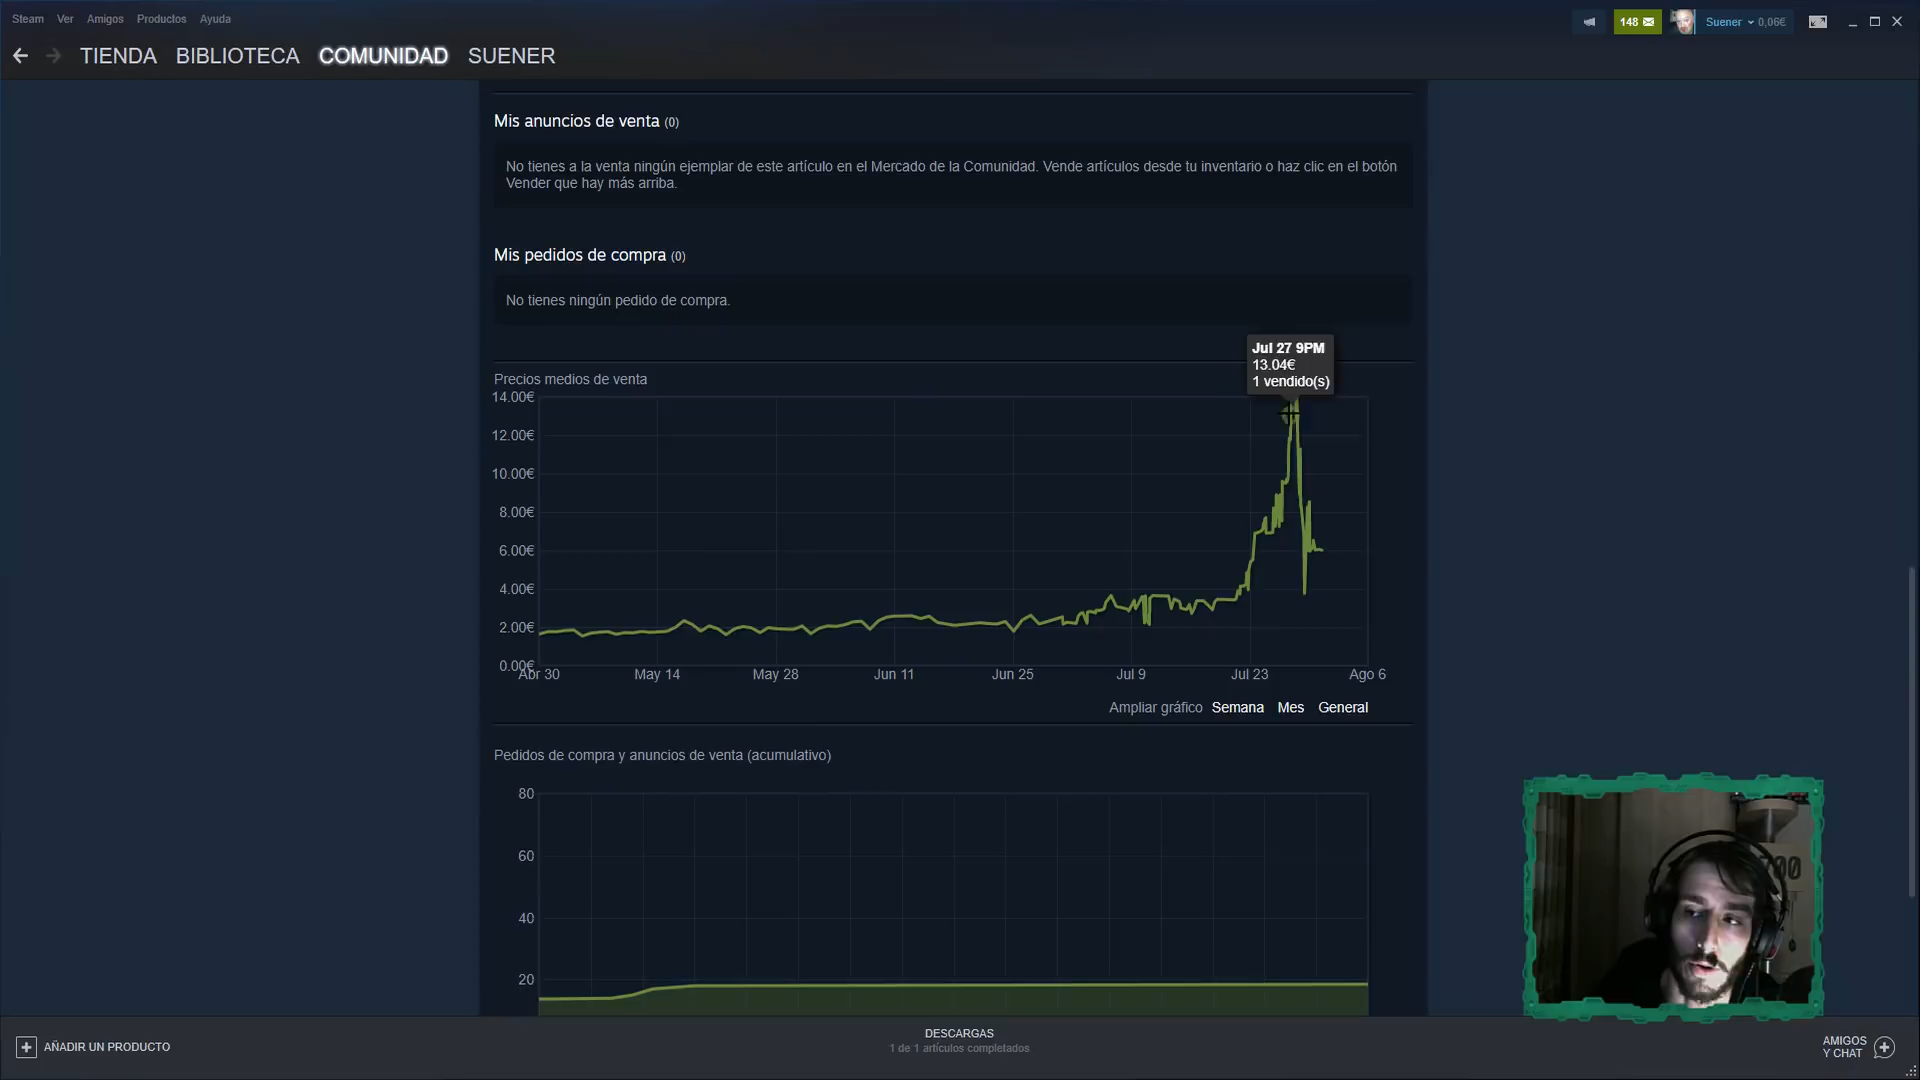 Steam Ver Amigos Productos Ayuda
148
Suener 0,06€
TIENDA BIBLIOTECA COMUNIDAD SUENER
Mis anuncios de venta (0)
No tienes a la venta ningún ejemplar de este artículo en el Mercado de la Comunidad. Vende artículos desde tu inventario o haz clic en el botón
Vender que hay más arriba.
Mis pedidos de compra (0)
No tienes ningún pedido de compra.
Jul 27 9PM
13.04€
1 vendido(s)
Precios medios de venta
14.00€
12.00€
10.00€
8.00€
6.00€
4.00€
2.00€
0.00€
Abr 30 May 14 May 28 Jun 11 Jun 25 Jul 9 Jul 23 Ago 6
Ampliar gráfico Semana Mes General
Pedidos de compra y anuncios de venta (acumulativo)
80
60
40
20
AÑADIR UN PRODUCTO
DESCARGAS
1 de 1 artículos completados
AMIGOS
Y CHAT